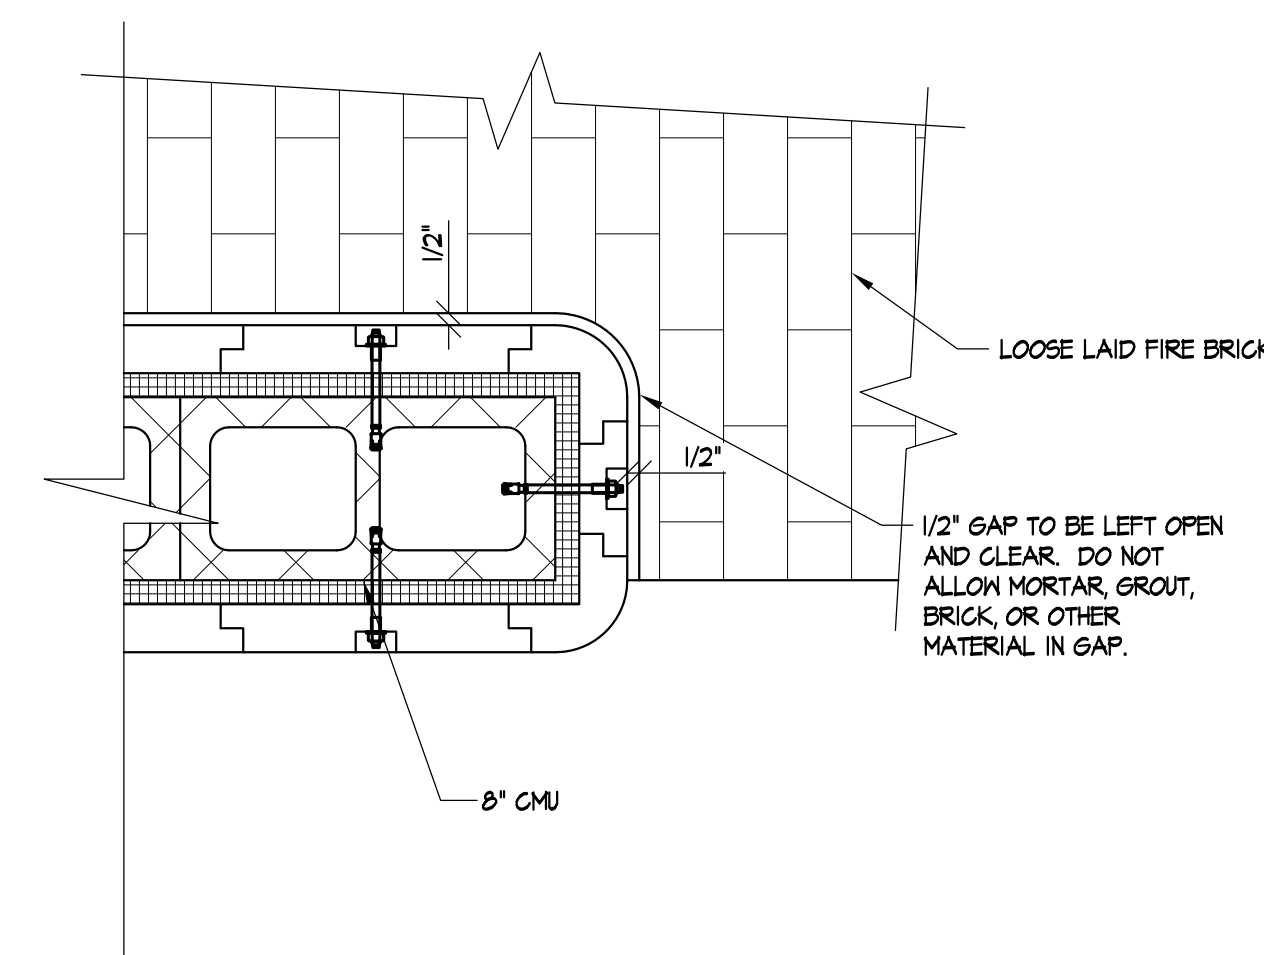 1/2"
LOOSE LAID FIRE BRICK
1/2"
1/2" GAP TO BE LEFT OPEN
AND CLEAR. DO NOT
ALLOW MORTAR, GROUT,
BRICK, OR OTHER
MATERIAL IN GAP.
8" CMU